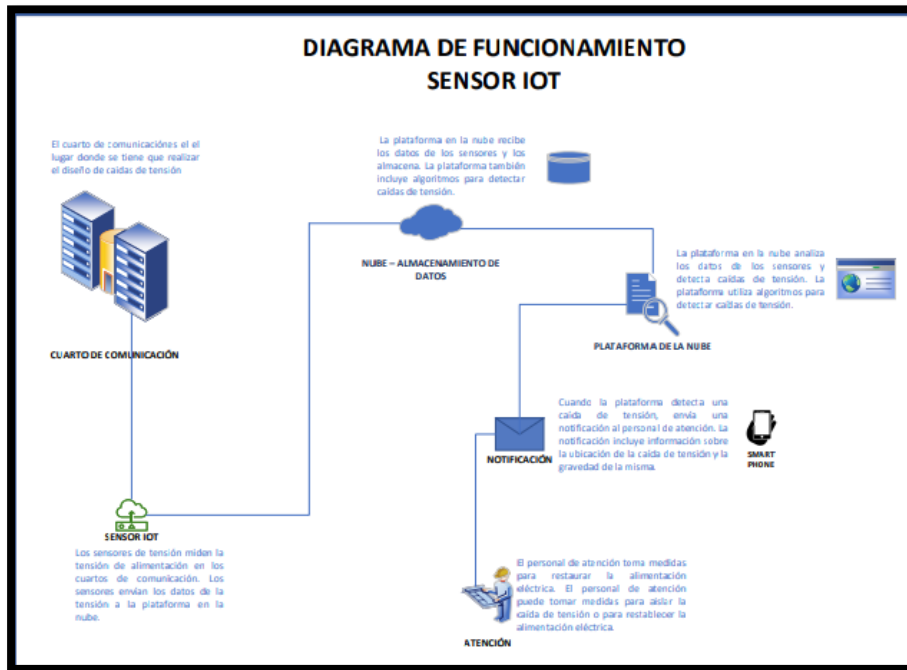 DIAGRAMA DE FUNCIONAMIENTO
SENSOR IOT
El cuarto de comunicaciónes el el
lugar donde se tiene que realizar
el diseño de caídas de tensión
CUARTO DE COMUNICACIÓN
La plataforma en la nube recibe
los datos de los sensores y los
almacena. La plataforma también
incluye algoritmos para detectar
caídas de tensión.
NUBE – ALMACENAMIENTO DE
DATOS
La plataforma en la nube analiza
los datos de los sensores y
detecta caídas de tensión. La
plataforma utiliza algoritmos para
detectar caídas de tensión.
PLATAFORMA DE LA NUBE
Cuando la plataforma detecta una
caída de tensión, envía una
notificación al personal de atención. La
notificación incluye información sobre
la ubicación de la caída de tensión y la
gravedad de la misma.
NOTIFICACIÓN
SMART
PHONE
SENSOR IOT
Los sensores de tensión miden la
tensión de alimentación en los
cuartos de comunicación. Los
sensores envían los datos de la
tensión a la plataforma en la
nube.
El personal de atención toma medidas
para restaurar la alimentación
eléctrica. El personal de atención
puede tomar medidas para aislar la
caída de tensión o para restablecer la
alimentación eléctrica.
ATENCIÓN